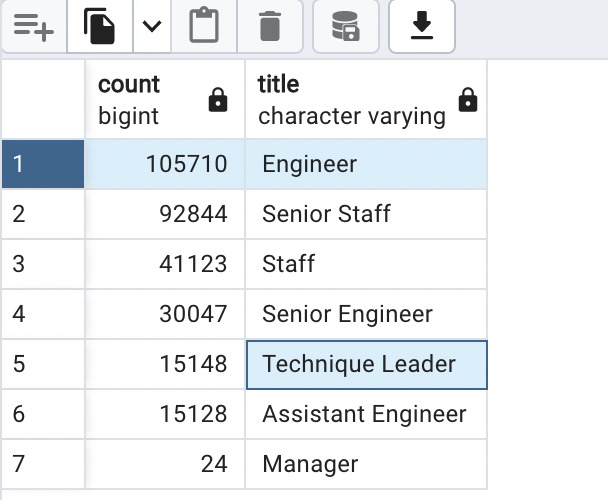 count title
bigint character varying
1 105710 Engineer
2 92844 Senior Staff
3 41123 Staff
4 30047 Senior Engineer
5 15148 Technique Leader
6 15128 Assistant Engineer
7 24 Manager